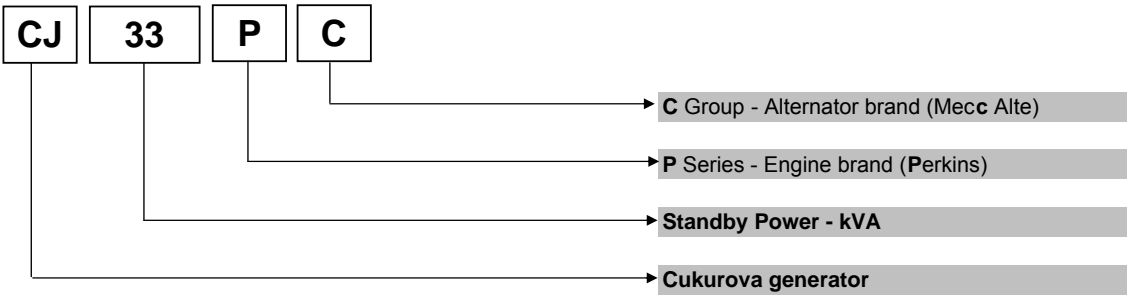 CJ 33 P C
C Group - Alternator brand (Mecc Alte)
P Series - Engine brand (Perkins)
Standby Power - kVA
Cukurova generator